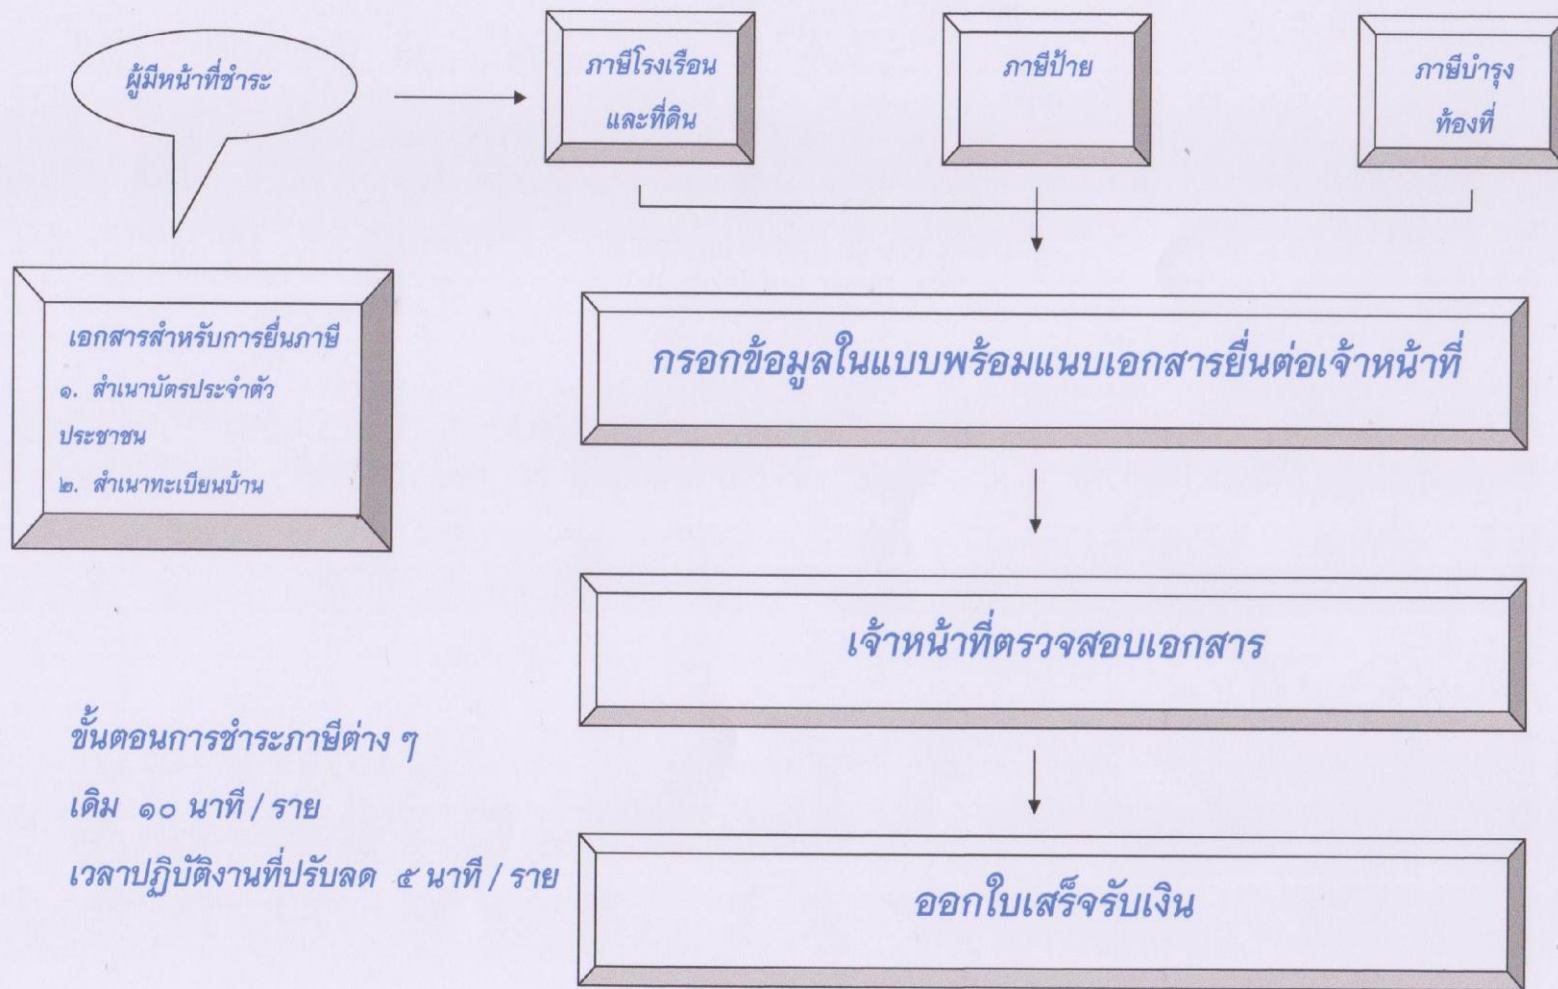 ผู้มีหน้าที่ชำระ
ภาษีโรงเรือน
และที่ดิน
ภาษีป้าย
ภาษีบำรุง
ท้องที่
เอกสารสำหรับการยื่นภาษี
๑. สำเนาบัตรประจำตัว
ประชาชน
๒. สำเนาทะเบียนบ้าน
กรอกข้อมูลในแบบพร้อมแนบเอกสารยื่นต่อเจ้าหน้าที่
เจ้าหน้าที่ตรวจสอบเอกสาร
ขั้นตอนการชำระภาษีต่าง ๆ
เดิม ๑๐ นาที / ราย
เวลาปฏิบัติงานที่ปรับลด ๕ นาที / ราย
ออกใบเสร็จรับเงิน